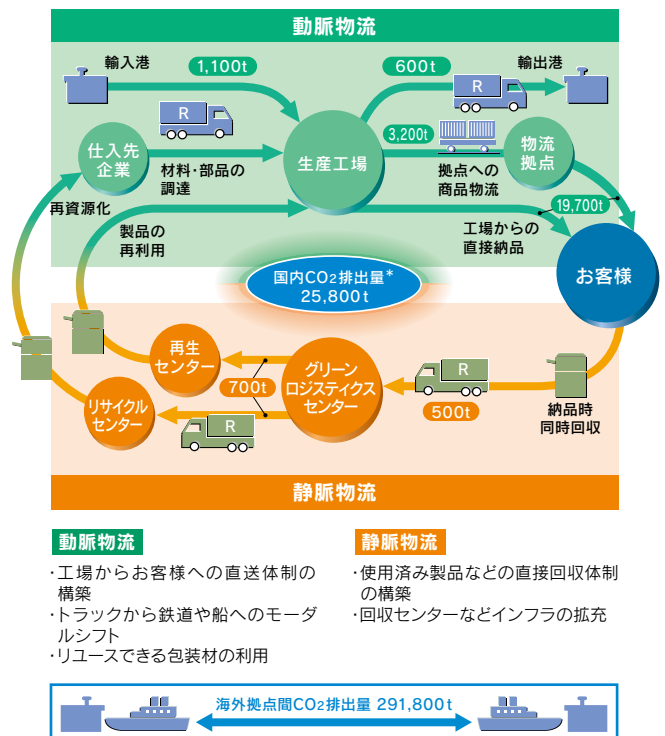 動脈物流
輸入港
1,100t
600t
輸出港
R
R
仕入先
企業
材料・部品の
調達
生産工場
3,200t
拠点への
商品物流
物流
拠点
再資源化
製品の
再利用
工場からの
直接納品
19,700t
お客様
国内CO2排出量*
25,800t
再生
センター
リサイクル
センター
700t
R
グリーン
ロジスティクス
センター
R
500t
納品時
同時回収
静脈物流
動脈物流
・工場からお客様への直送体制の
構築
・トラックから鉄道や船へのモーダ
ルシフト
・リユースできる包装材の利用
静脈物流
・使用済み製品などの直接回収体制
の構築
・回収センターなどインフラの拡充
海外拠点間CO2排出量 291,800t